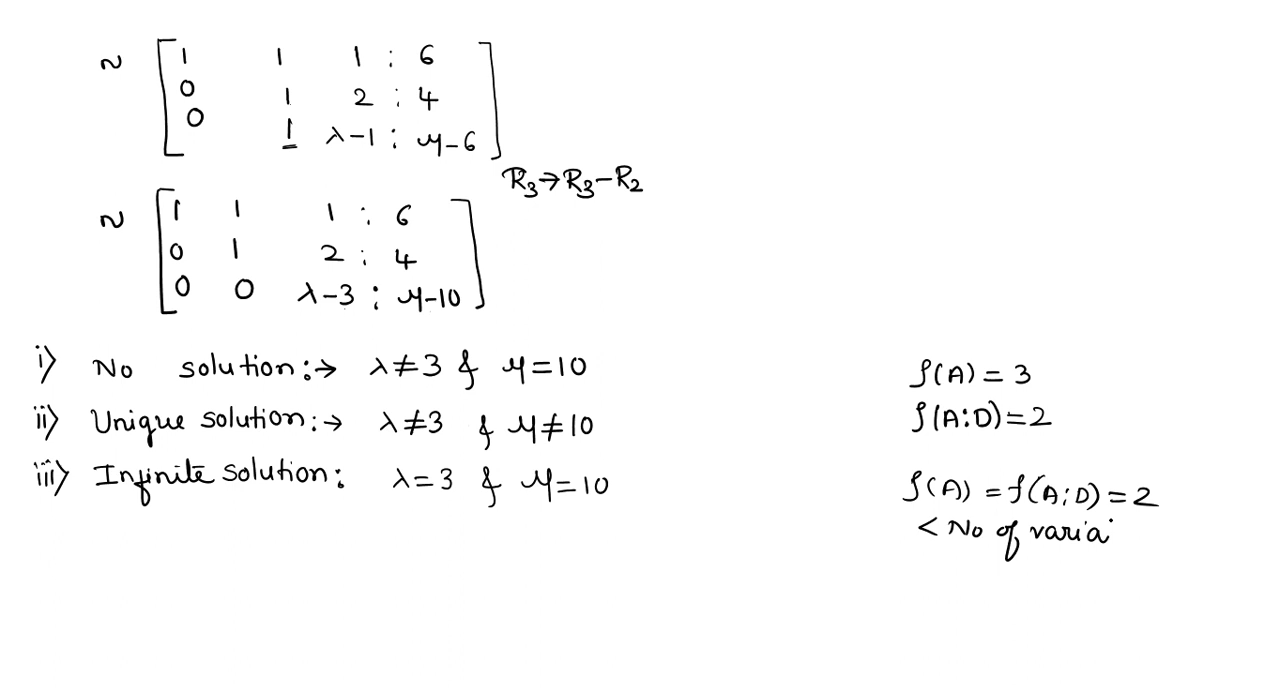 ~ [1 1 1 : 6
0 1 2 : 4
0 1 λ-1 : μ-6]
R₃→R₃-R₂
~ [1 1 1 : 6
0 1 2 : 4
0 0 λ-3 : μ-10]
i) No solution:→ λ≠3 & μ=10
ρ(A) = 3
ii) Unique solution:→ λ≠3 & μ≠10
ρ(A:D)=2
iii) Infinite solution: λ=3 & μ=10
ρ(A) = ρ(A:D)=2
< No of varia